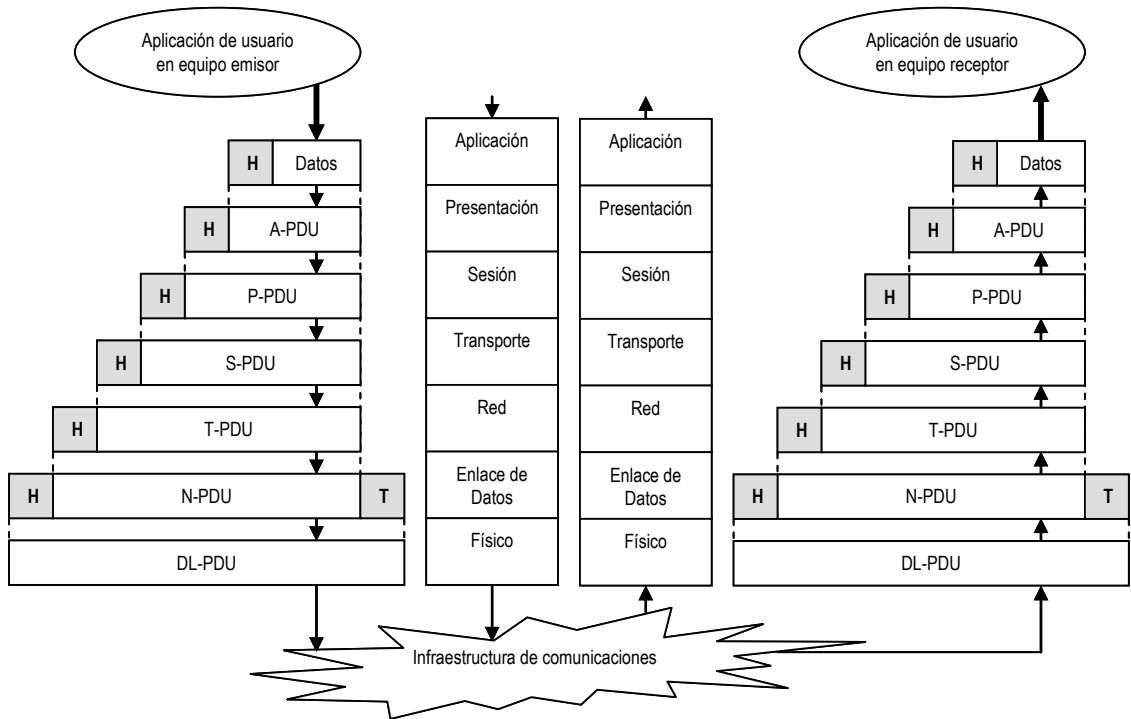 Aplicación de usuario
en equipo emisor
Aplicación de usuario
en equipo receptor
H Datos
H A-PDU
H P-PDU
H S-PDU
H T-PDU
H N-PDU T
DL-PDU
Aplicación
Presentación
Sesión
Transporte
Red
Enlace de
Datos
Físico
Aplicación
Presentación
Sesión
Transporte
Red
Enlace de
Datos
Físico
H Datos
H A-PDU
H P-PDU
H S-PDU
H T-PDU
H N-PDU T
DL-PDU
Infraestructura de comunicaciones